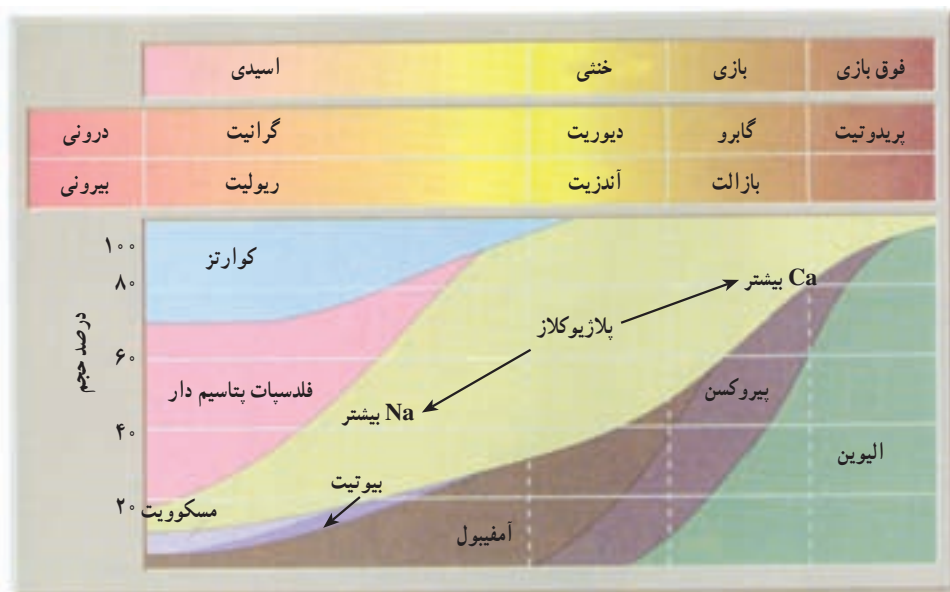 فوق بازی بازی خنثی اسیدی
پریدوتیت گابرو دیوریت گرانیت درونی
بازالت آندزیت ریولیت بیرونی
۱۰۰
۸۰
۶۰
۴۰
۲۰
درصد حجم
کوارتز
Ca بیشتر
پلاژیوکلاز
فلدسپات پتاسیم دار
پیروکسن
Na بیشتر
الیوین
بیوتیت
مسکوویت
آمفیبول